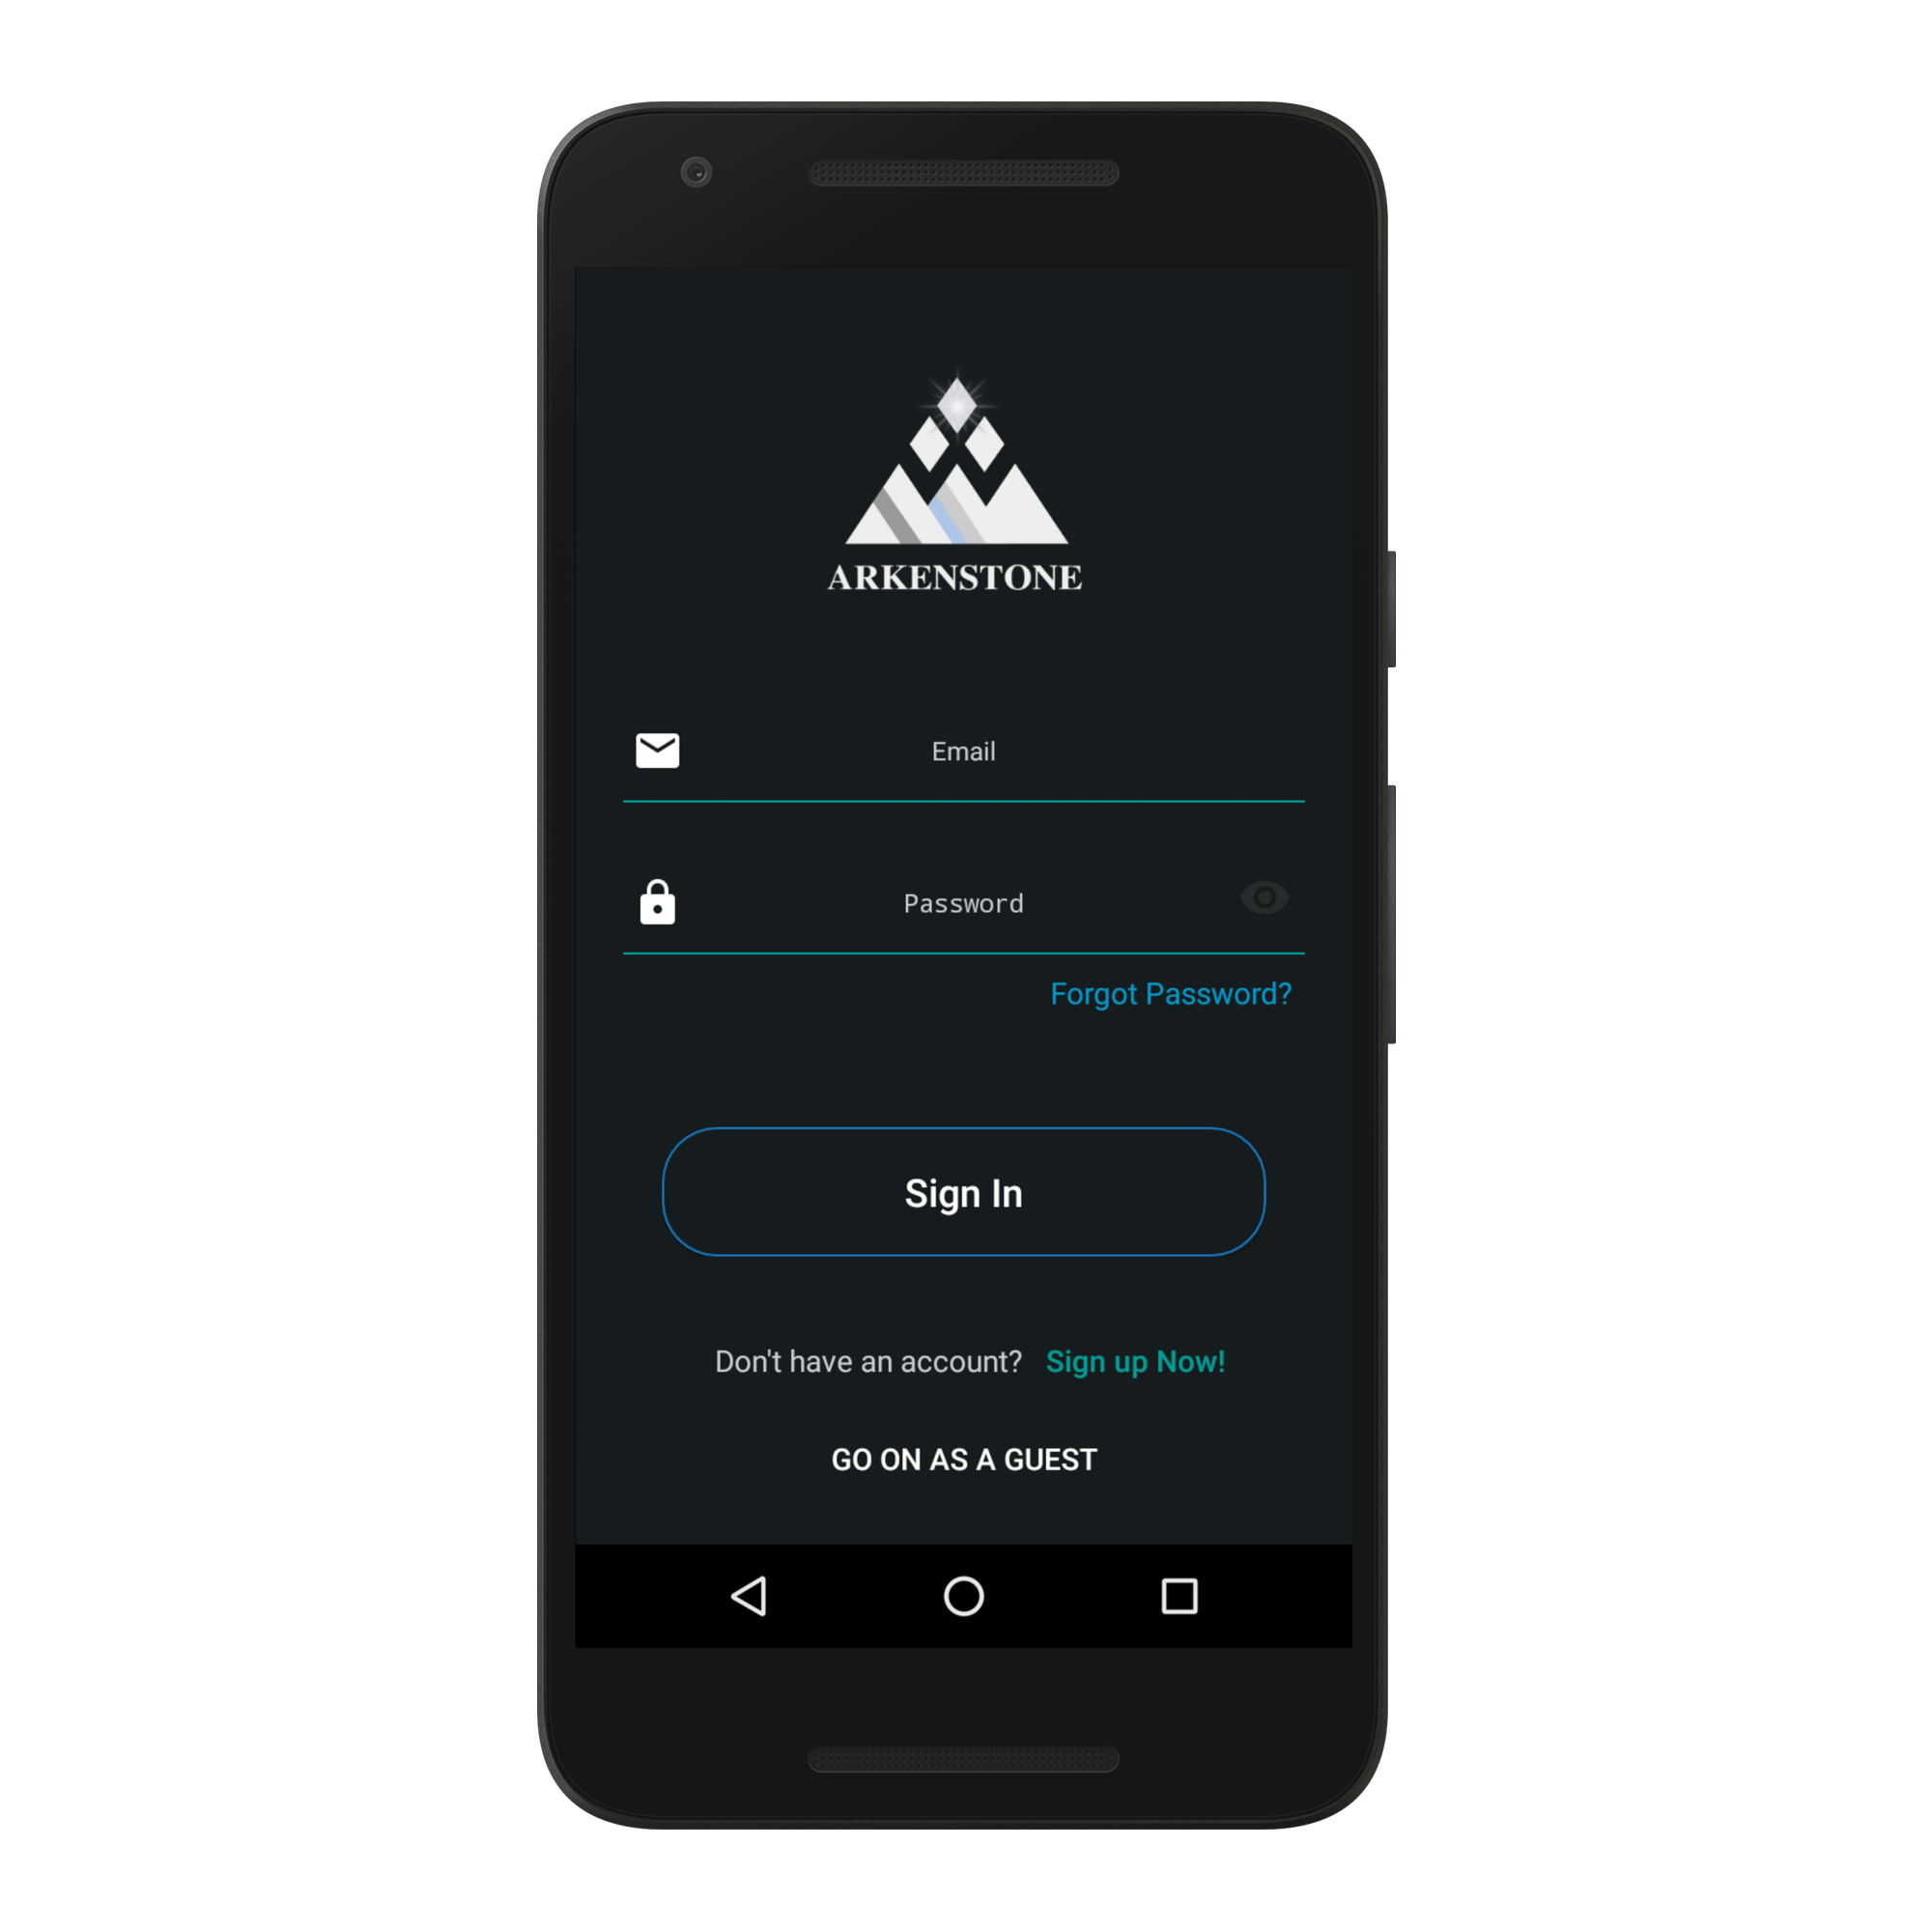 ARKENSTONE
Email
Password
Forgot Password?
Sign In
Don't have an account? Sign up Now!
GO ON AS A GUEST